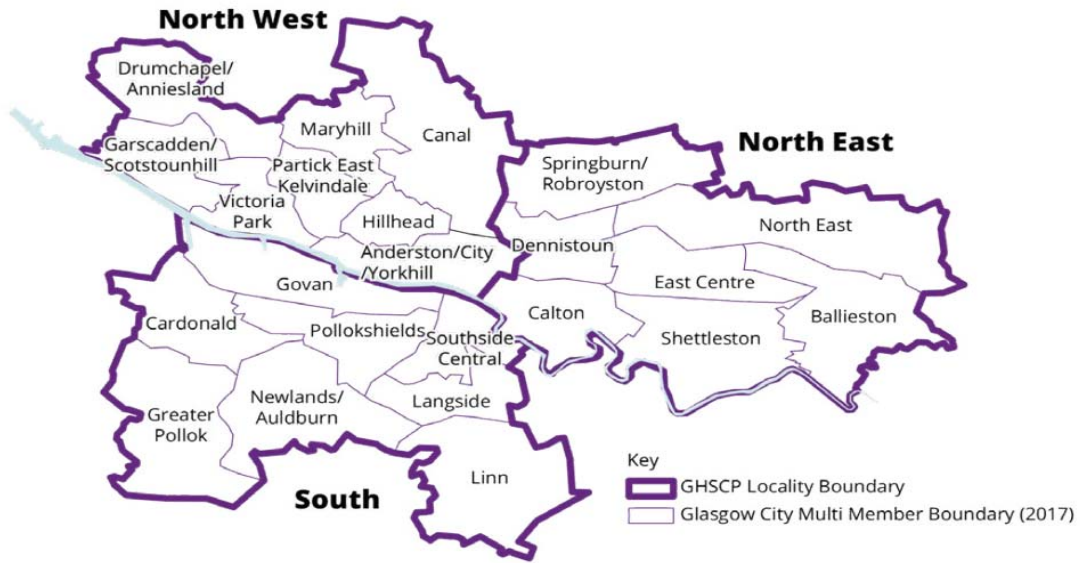 North West
Drumchapel/
Anniesland
Maryhill
Canal
Garscadden/
Scotstounhill
Partick East
Kelvindale
Victoria
Park
Hillhead
Anderston/City
/Yorkhill
North East
Springburn/
Robroyston
North East
Dennistoun
East Centre
Calton
Shettleston
Ballieston
Govan
Cardonald
Pollokshields
Southside
Central
Newlands/
Auldburn
Langside
Greater
Pollok
Linn
South
Key
GHSCP Locality Boundary
Glasgow City Multi Member Boundary (2017)